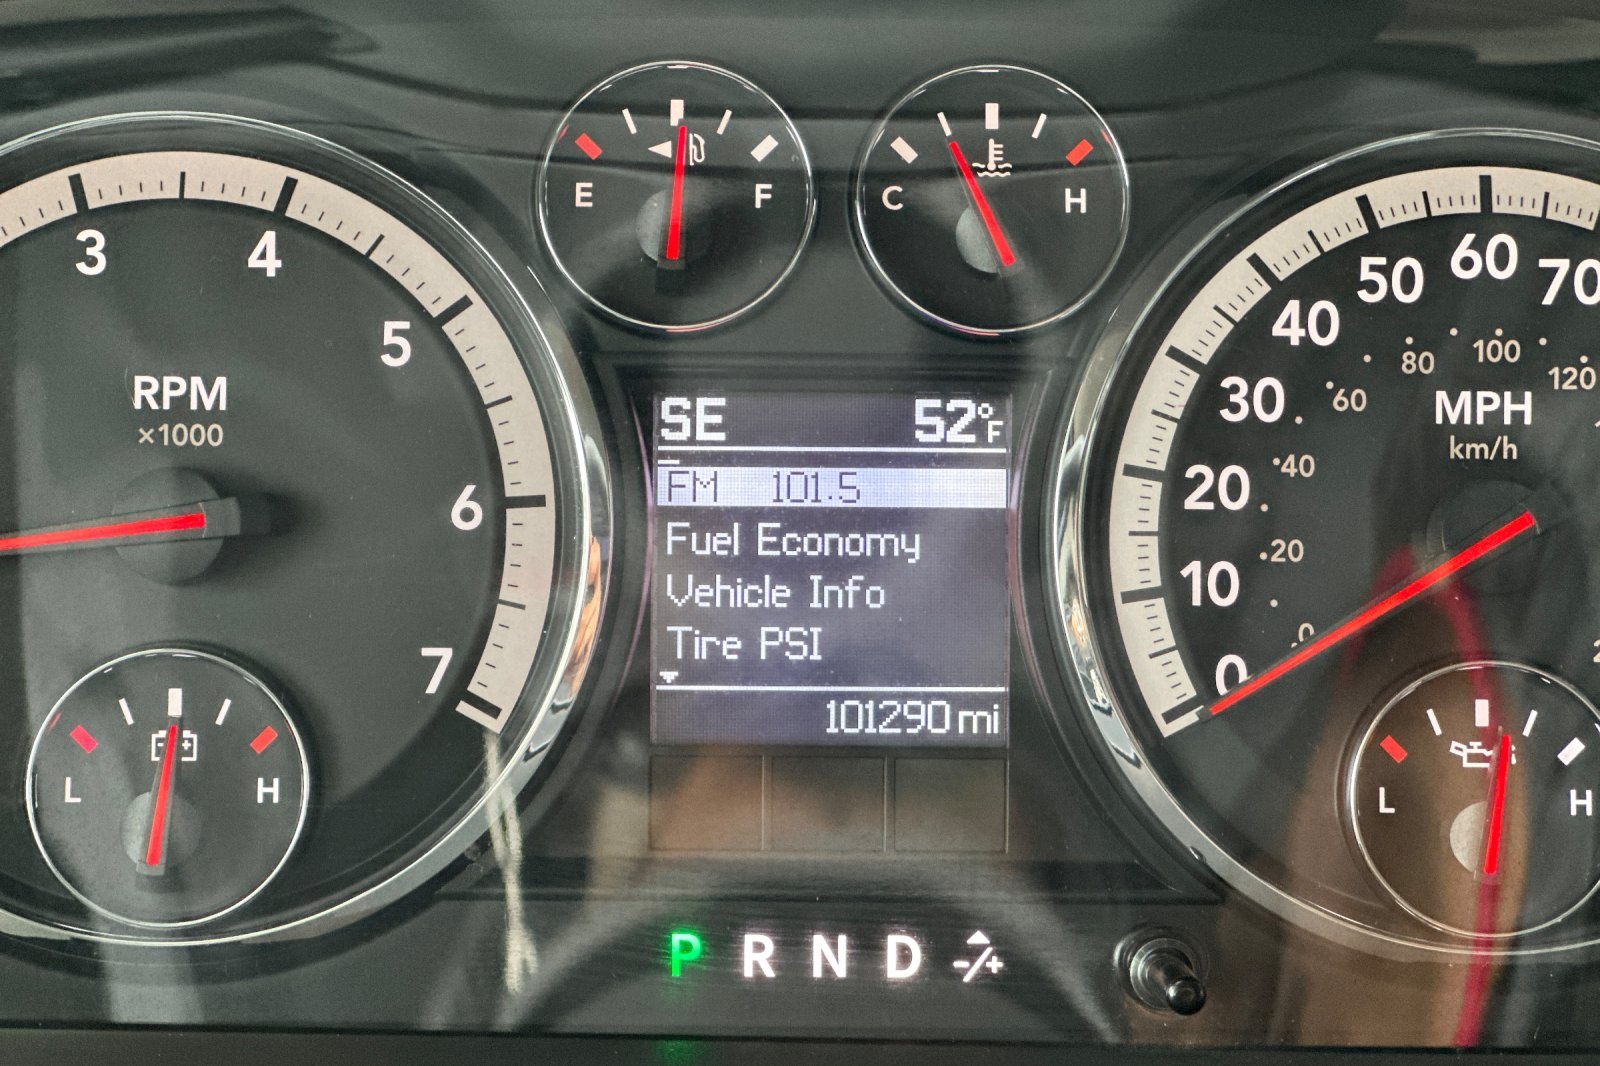 E F
C H
3 4 5 6 7
RPM
×1000
0 10 20 30 40 50 60 70
0 20 40 60 80 100 120
MPH
km/h
SE 52°F
FM 101.5
Fuel Economy
Vehicle Info
Tire PSI
101290 mi
L H
L H
P R N D -/+